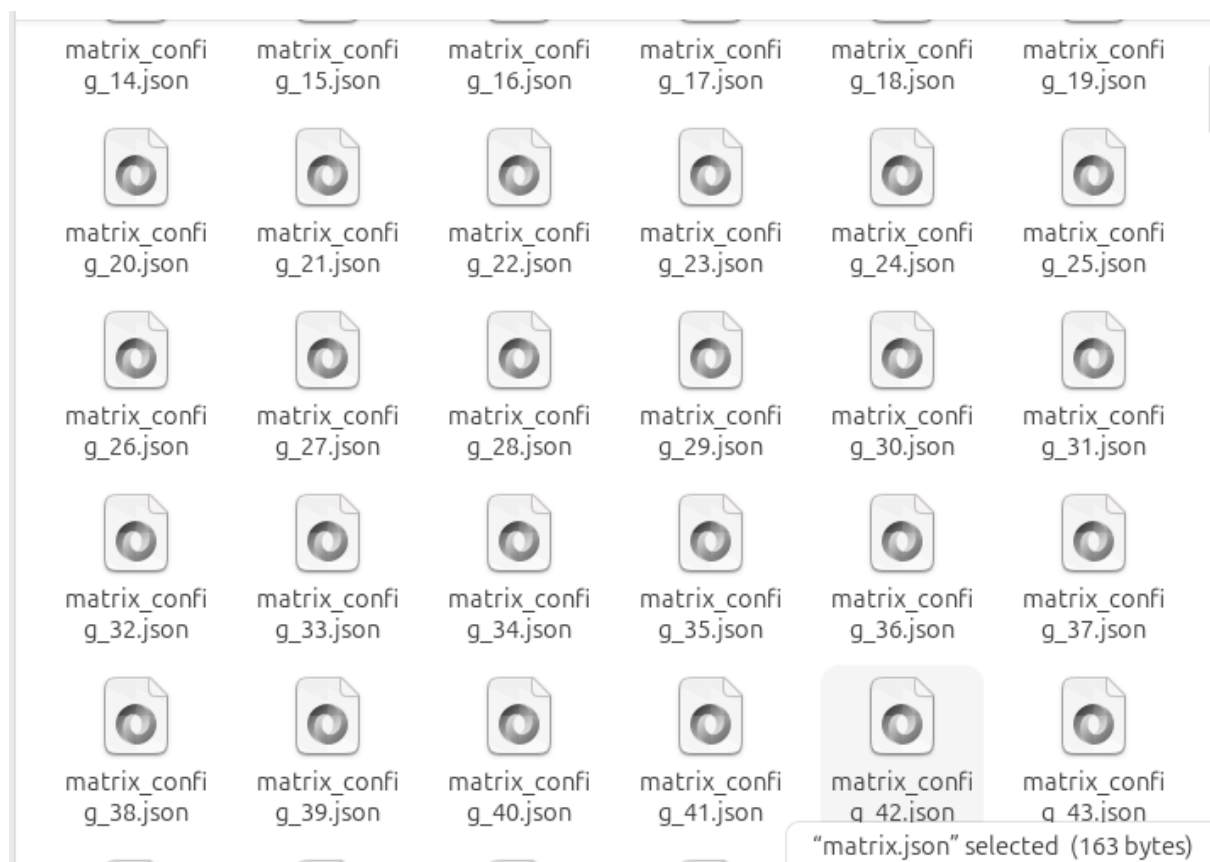 matrix_confi matrix_confi matrix_confi matrix_confi matrix_confi matrix_confi
g_14.json g_15.json g_16.json g_17.json g_18.json g_19.json
matrix_confi matrix_confi matrix_confi matrix_confi matrix_confi matrix_confi
g_20.json g_21.json g_22.json g_23.json g_24.json g_25.json
matrix_confi matrix_confi matrix_confi matrix_confi matrix_confi matrix_confi
g_26.json g_27.json g_28.json g_29.json g_30.json g_31.json
matrix_confi matrix_confi matrix_confi matrix_confi matrix_confi matrix_confi
g_32.json g_33.json g_34.json g_35.json g_36.json g_37.json
matrix_confi matrix_confi matrix_confi matrix_confi matrix_confi matrix_confi
g_38.json g_39.json g_40.json g_41.json g_42.json g_43.json
“matrix.json” selected (163 bytes)